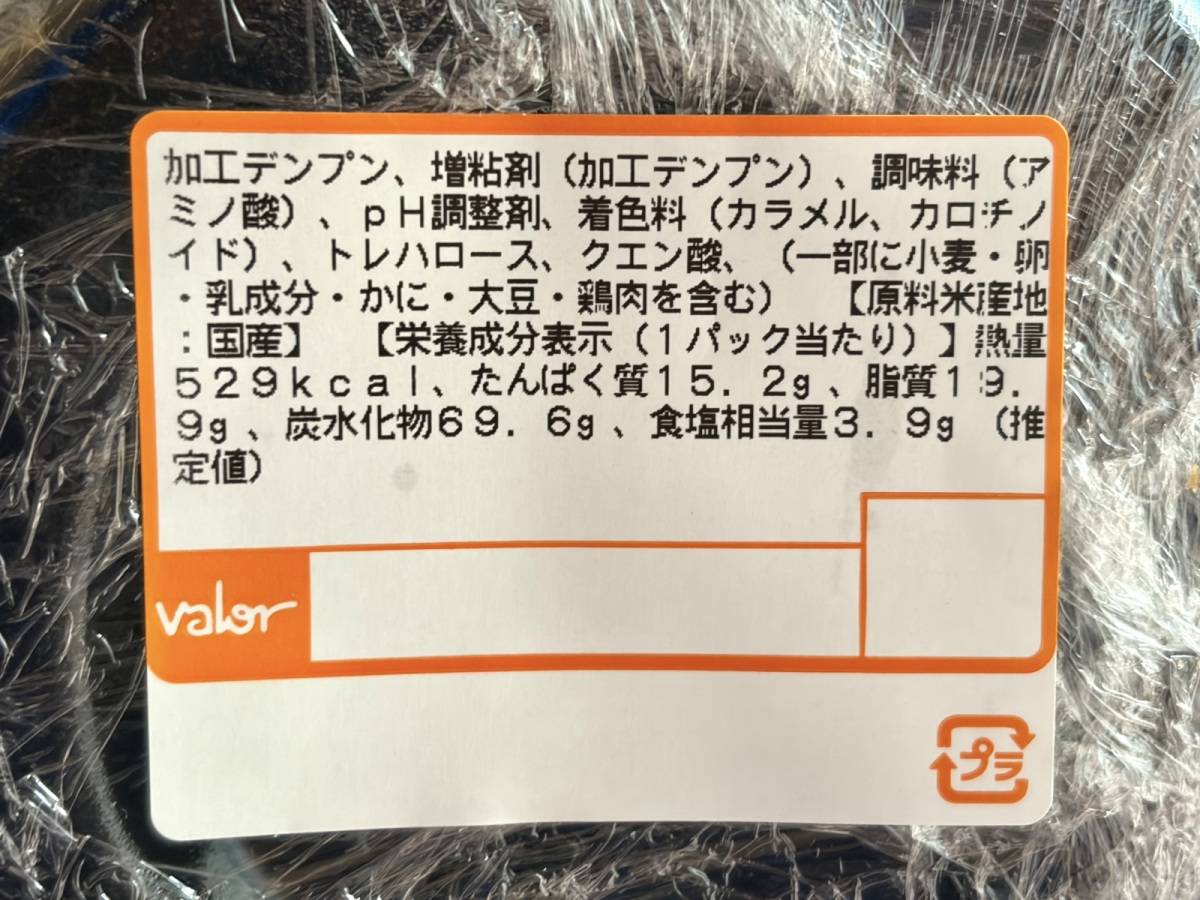 加工デンプン、増粘剤（加工デンプン）、調味料（ア
ミノ酸）、ｐＨ調整剤、着色料（カラメル、カロチノ
イド）、トレハロース、クエン酸、（一部に小麦・卵
・乳成分・かに・大豆・鶏肉を含む）　【原料米産地
：国産】　【栄養成分表示（１パック当たり）】熱量
５２９ｋｃａｌ、たんぱく質１５．２ｇ、脂質１９．
９ｇ、炭水化物６９．６ｇ、食塩相当量３．９ｇ（推
定値）
valor
プラ